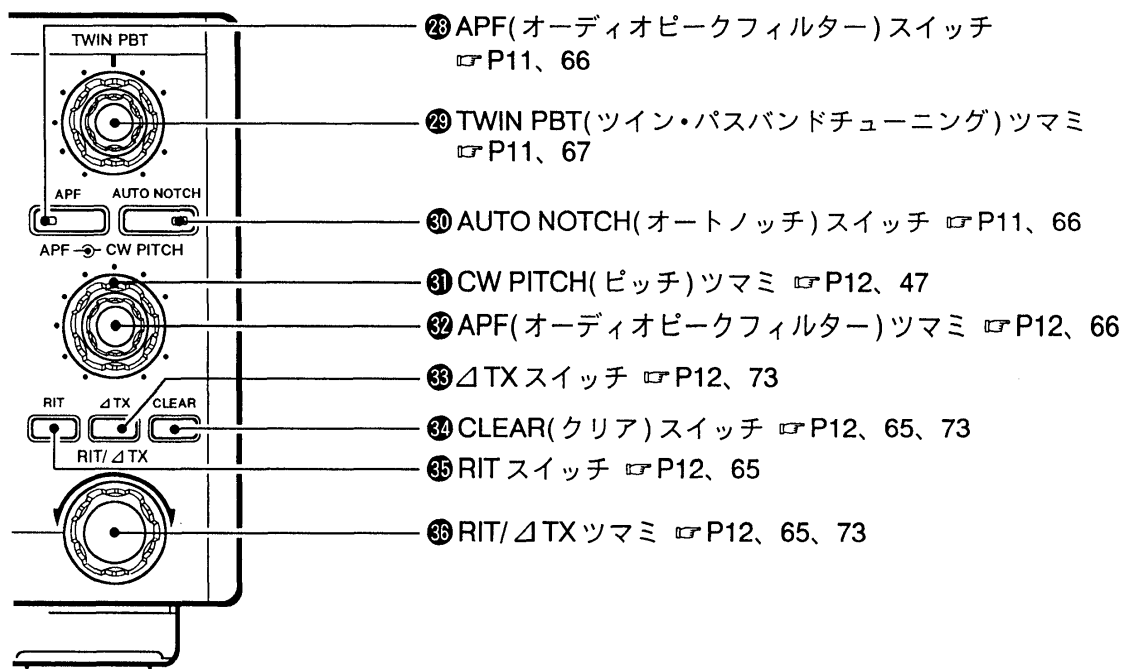 TWIN PBT
APF AUTO NOTCH
APF CW PITCH
RIT ⊿TX CLEAR
RIT/⊿TX
㉘APF(オーディオピークフィルター)スイッチ
☞P11、66
㉙TWIN PBT(ツイン・パスバンドチューニング)ツマミ
☞P11、67
㉚AUTO NOTCH(オートノッチ)スイッチ ☞P11、66
㉛CW PITCH(ピッチ)ツマミ ☞P12、47
㉜APF(オーディオピークフィルター)ツマミ ☞P12、66
㉝⊿TXスイッチ ☞P12、73
㉞CLEAR(クリア)スイッチ ☞P12、65、73
㉟RITスイッチ ☞P12、65
㊱RIT/⊿TXツマミ ☞P12、65、73